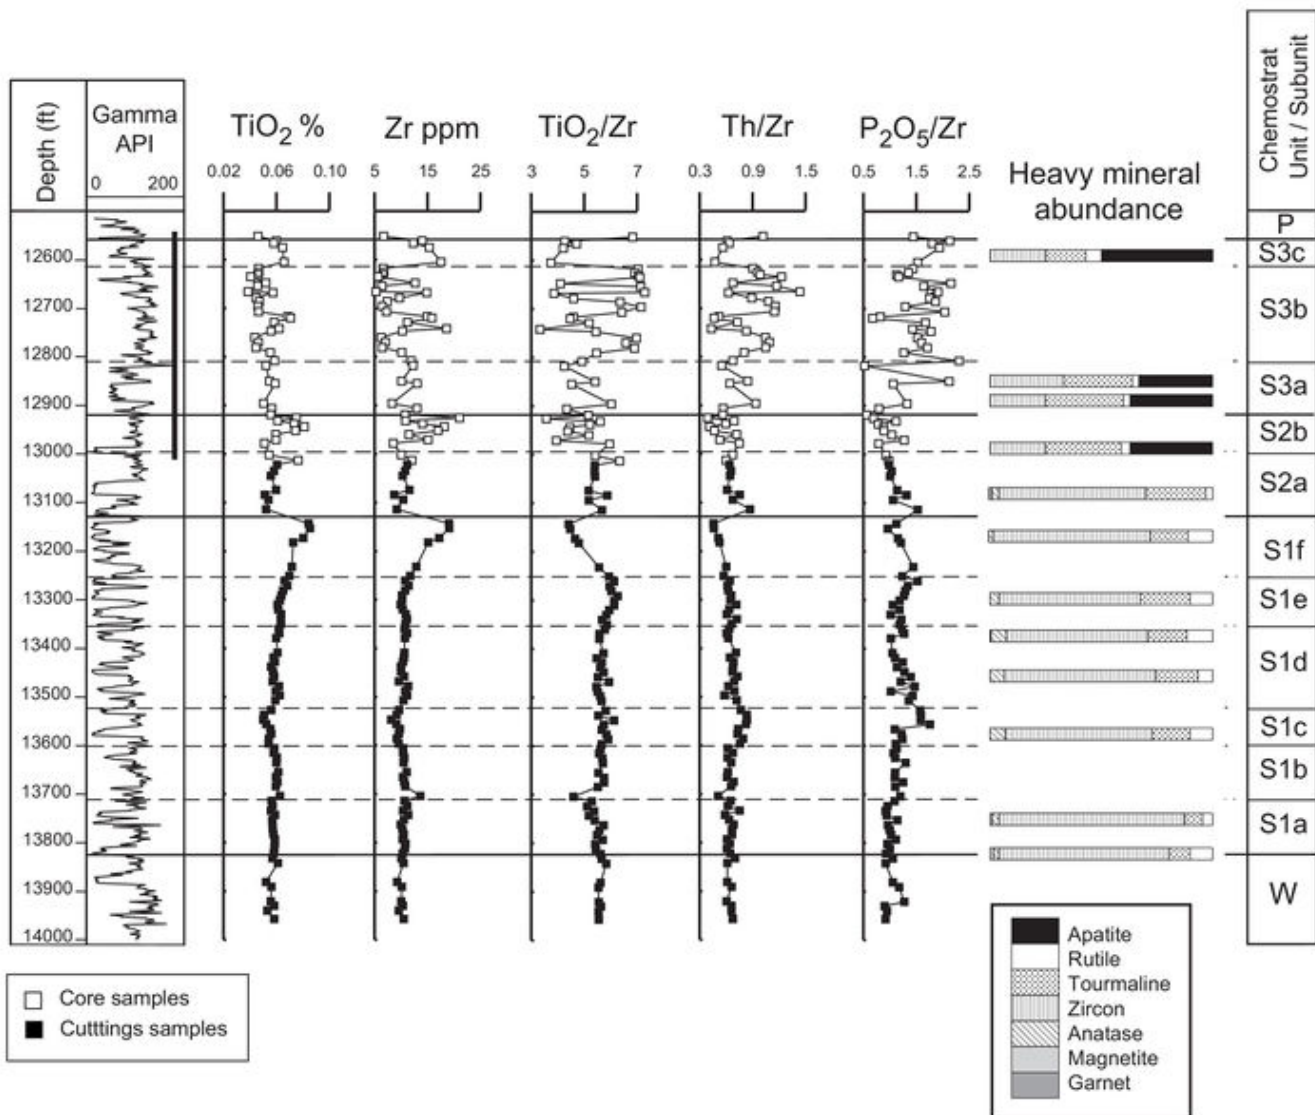 Depth (ft)
Gamma
API
0 200
TiO2 %
0.02 0.06 0.10
Zr ppm
5 15 25
TiO2/Zr
3 5 7
Th/Zr
0.3 0.9 1.5
P2O5/Zr
0.5 1.5 2.5
Heavy mineral
abundance
Chemostrat
Unit / Subunit
P
S3c
12600
S3b
12700
12800
S3a
12900
S2b
13000
S2a
13100
S1f
13200
S1e
13300
13400
S1d
13500
S1c
13600
S1b
13700
S1a
13800
W
13900
14000
Core samples
Cutttings samples
Apatite
Rutile
Tourmaline
Zircon
Anatase
Magnetite
Garnet